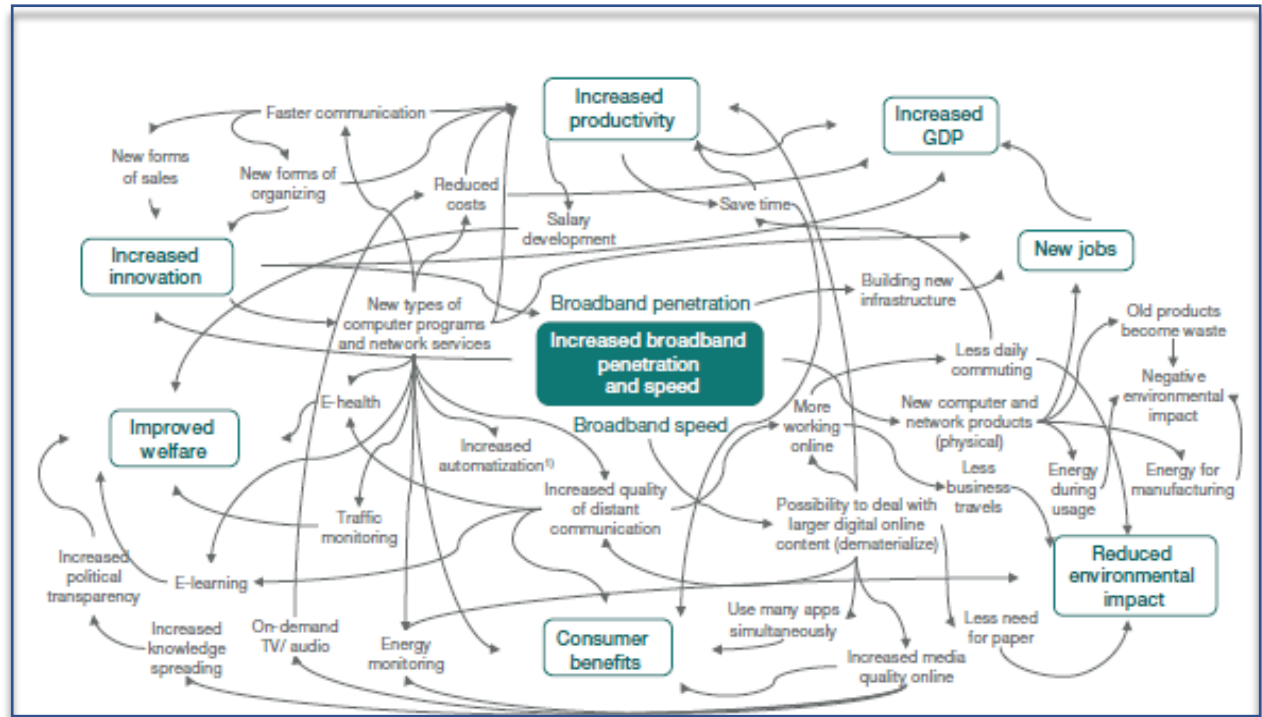 Increased
productivity
Increased
GDP
Faster communication
New forms
of sales
New forms of
organizing
Reduced
costs
Save time
Salary
development
Increased
innovation
New jobs
New types of
computer programs
and network services
Broadband penetration
Building new
infrastructure
Increased broadband
penetration
and speed
Old products
become waste
Less daily
commuting
Negative
environmental
impact
E-health
Improved
welfare
Broadband speed
More
working
online
New computer and
network products
(physical)
Increased
automatization¹⁾
Less
business
travels
Energy
during
usage
Energy for
manufacturing
Increased quality
of distant
communication
Possibility to deal with
larger digital online
content (dematerialize)
Traffic
monitoring
Increased
political
transparency
E-learning
Reduced
environmental
impact
Increased
knowledge
spreading
On-demand
TV/ audio
Energy
monitoring
Consumer
benefits
Use many apps
simultaneously
Less need
for paper
Increased media
quality online